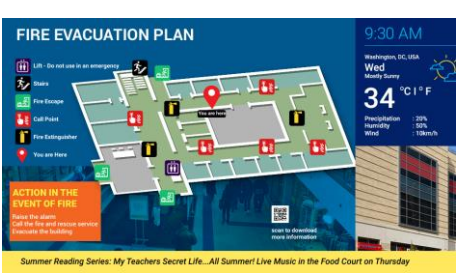 FIRE EVACUATION PLAN
Lift - Do not use in an emergency
Stairs
Fire Escape
Call Point
Fire Extinguisher
You are Here
You are here
ACTION IN THE
EVENT OF FIRE
Raise the alarm
Call the fire and rescue service
Evacuate the building
scan to download
more information
9:30 AM
Washington, DC, USA
Wed
Mostly Sunny
34 °C I °F
Precipitation : 20%
Humidity : 50%
Wind : 10km/h
Summer Reading Series: My Teachers Secret Life...All Summer! Live Music in the Food Court on Thursday